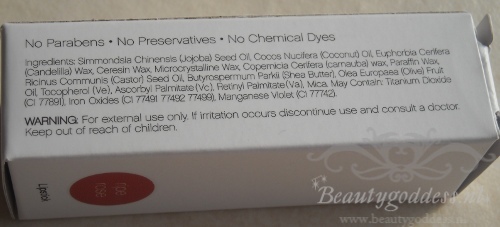 No Parabens • No Preservatives • No Chemical Dyes
Ingredients: Simmondsia Chinensis (Jojoba) Seed Oil, Cocos Nucifera (Coconut) Oil, Euphorbia Cerifera
(Candelilla) Wax, Ceresin Wax, Microcrystalline Wax, Copernicia Cerifera (carnauba) wax, Paraffin Wax,
Ricinus Communis (Castor) Seed Oil, Butyrospermum Parkii (Shea Butter), Olea Europaea (Olive) Fruit
Oil, Tocopherol (Ve), Ascorbyl Palmitate (Vc), Retinyl Palmitate (Va), Mica. May Contain: Titanium Dioxide
(CI 77891), Iron Oxides (CI 77491 77492 77499), Manganese Violet (CI 77742).
WARNING: For external use only. If irritation occurs discontinue use and consult a doctor.
Keep out of reach of children.
rose
Lipstick
Beautygoddess.nl
www.beautygoddess.nl